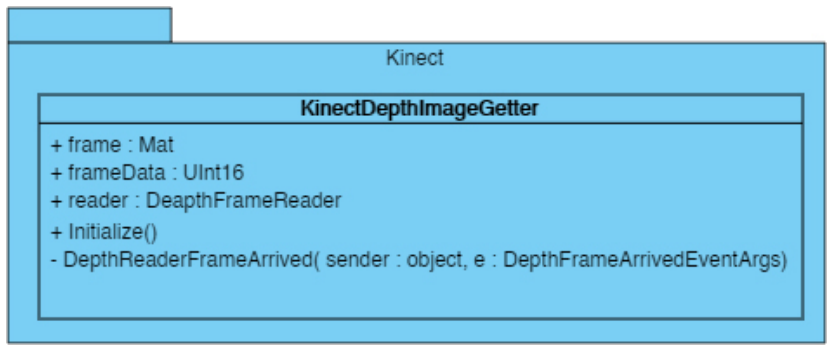 Kinect
KinectDepthImageGetter
+ frame : Mat
+ frameData : UInt16
+ reader : DeapthFrameReader
+ Initialize()
- DepthReaderFrameArrived( sender : object, e : DepthFrameArrivedEventArgs)